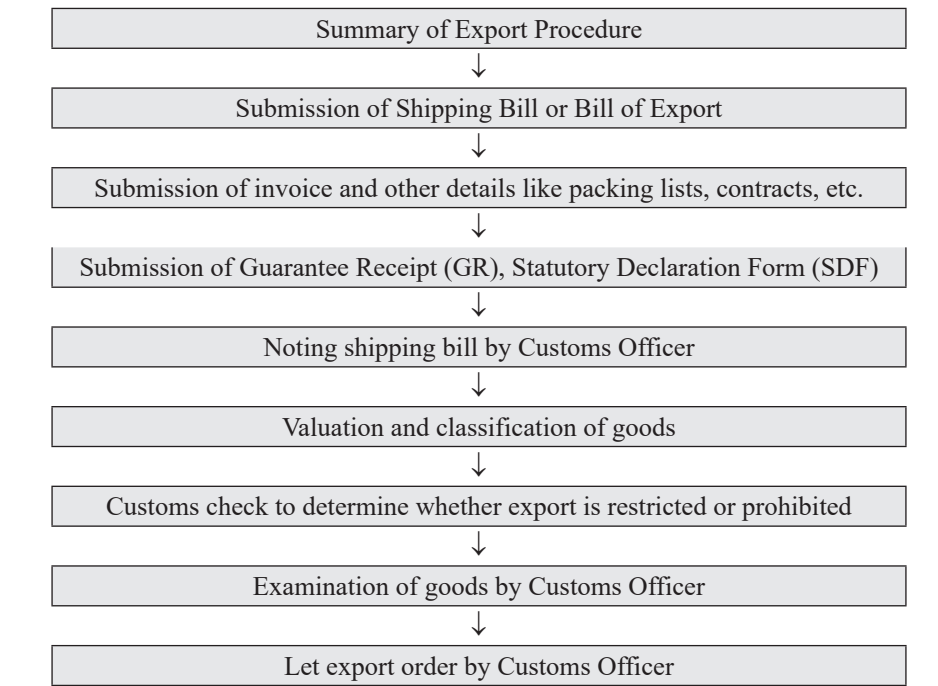 Summary of Export Procedure
Submission of Shipping Bill or Bill of Export
Submission of invoice and other details like packing lists, contracts, etc.
Submission of Guarantee Receipt (GR), Statutory Declaration Form (SDF)
Noting shipping bill by Customs Officer
Valuation and classification of goods
Customs check to determine whether export is restricted or prohibited
Examination of goods by Customs Officer
Let export order by Customs Officer